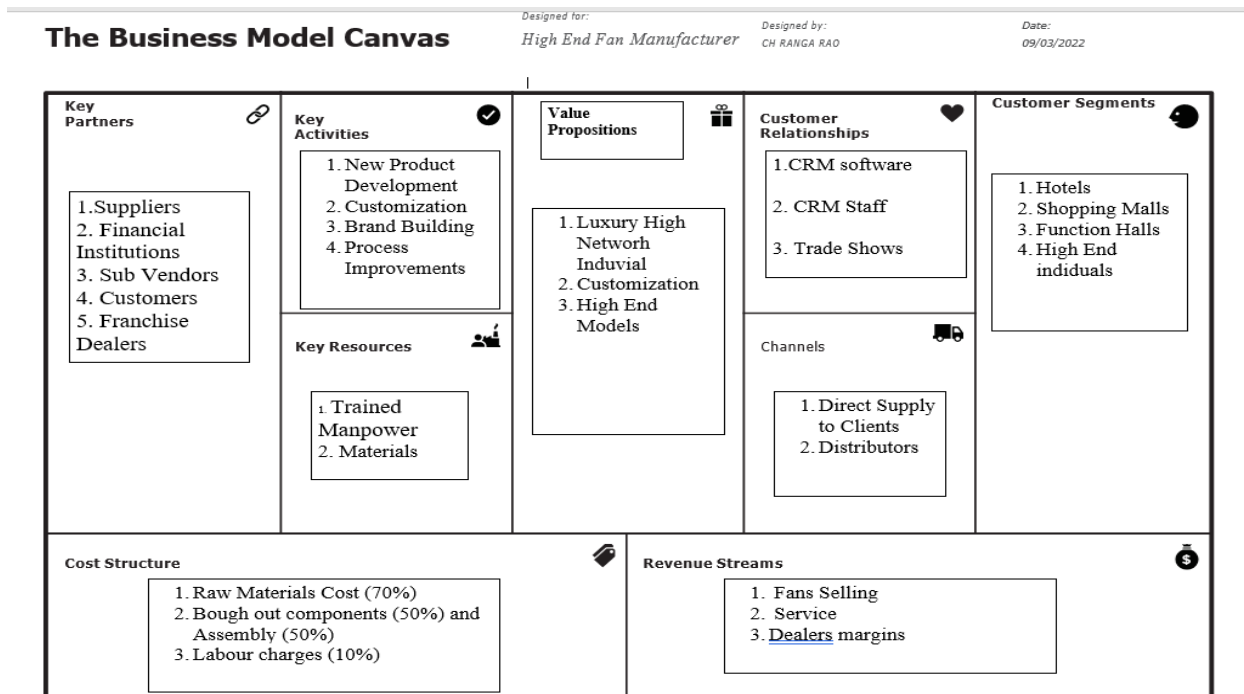 The Business Model Canvas
Designed for:
High End Fan Manufacturer
Designed by:
CH RANGA RAO
Date:
09/03/2022
Key
Partners
1.Suppliers
2. Financial
Institutions
3. Sub Vendors
4. Customers
5. Franchise
Dealers
Key
Activities
1. New Product
Development
2. Customization
3. Brand Building
4. Process
Improvements
Key Resources
1. Trained
Manpower
2. Materials
Value
Propositions
1. Luxury High
Networh
Induvial
2. Customization
3. High End
Models
Customer
Relationships
1.CRM software
2. CRM Staff
3. Trade Shows
Channels
1. Direct Supply
to Clients
2. Distributors
Customer Segments
1. Hotels
2. Shopping Malls
3. Function Halls
4. High End
indiduals
Cost Structure
1. Raw Materials Cost (70%)
2. Bough out components (50%) and
Assembly (50%)
3. Labour charges (10%)
Revenue Streams
$
1. Fans Selling
2. Service
3. Dealers margins